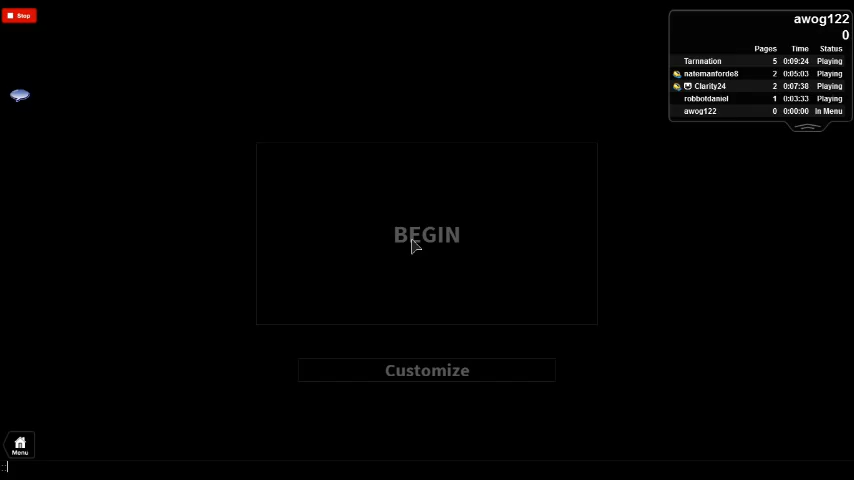 Stop
awog122
0
Pages Time Status
Tarnnation 5 0:09:24 Playing
natemanforde8 2 0:05:03 Playing
Clarity24 2 0:07:38 Playing
robbotdaniel 1 0:03:33 Playing
awog122 0 0:00:00 In Menu
BEGIN
Customize
Menu
: